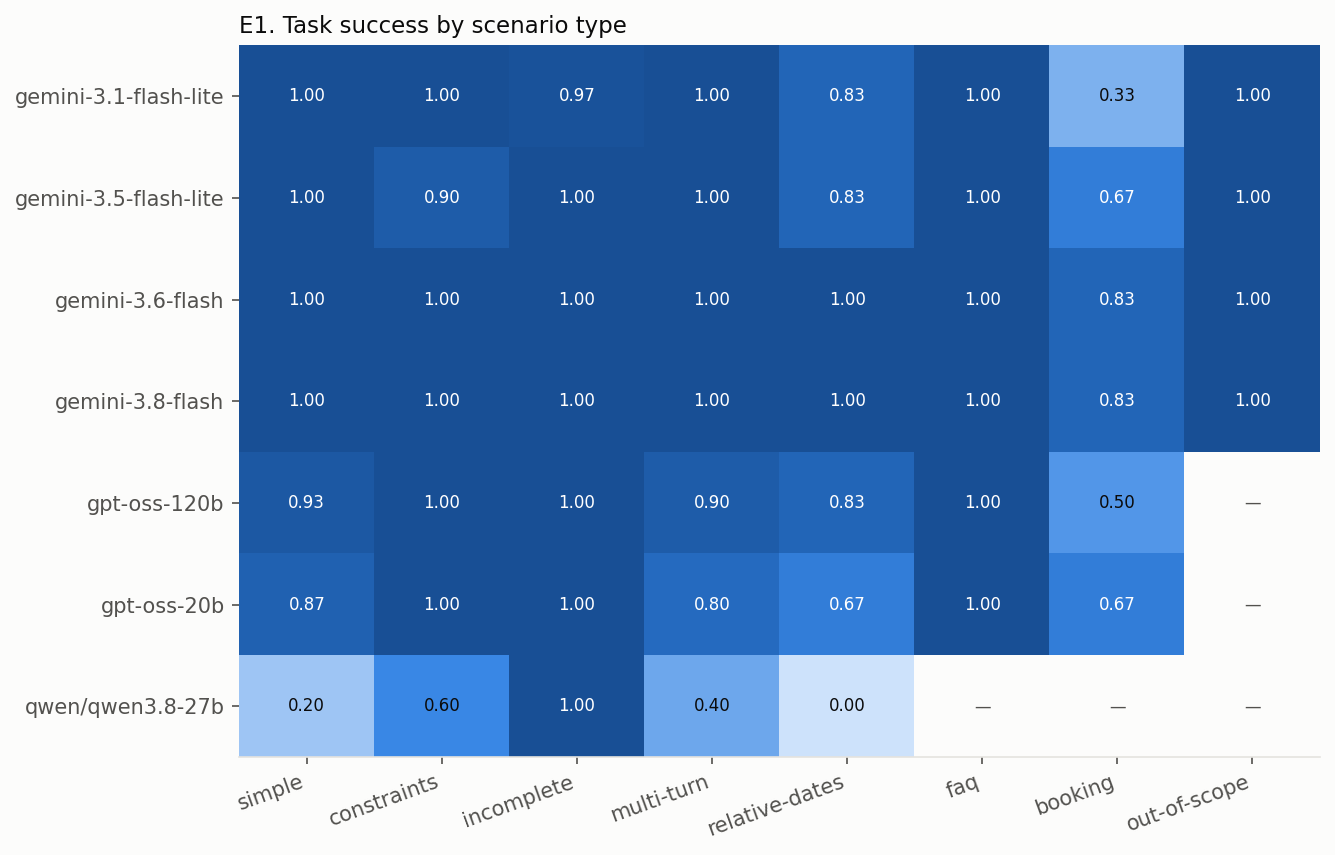 E1. Task success by scenario type
gemini-3.1-flash-lite 1.00 1.00 0.97 1.00 0.83 1.00 0.33 1.00
gemini-3.5-flash-lite 1.00 0.90 1.00 1.00 0.83 1.00 0.67 1.00
gemini-3.6-flash 1.00 1.00 1.00 1.00 1.00 1.00 0.83 1.00
gemini-3.8-flash 1.00 1.00 1.00 1.00 1.00 1.00 0.83 1.00
gpt-oss-120b 0.93 1.00 1.00 0.90 0.83 1.00 0.50 —
gpt-oss-20b 0.87 1.00 1.00 0.80 0.67 1.00 0.67 —
qwen/qwen3.8-27b 0.20 0.60 1.00 0.40 0.00 — — —
simple constraints incomplete multi-turn relative-dates faq booking out-of-scope